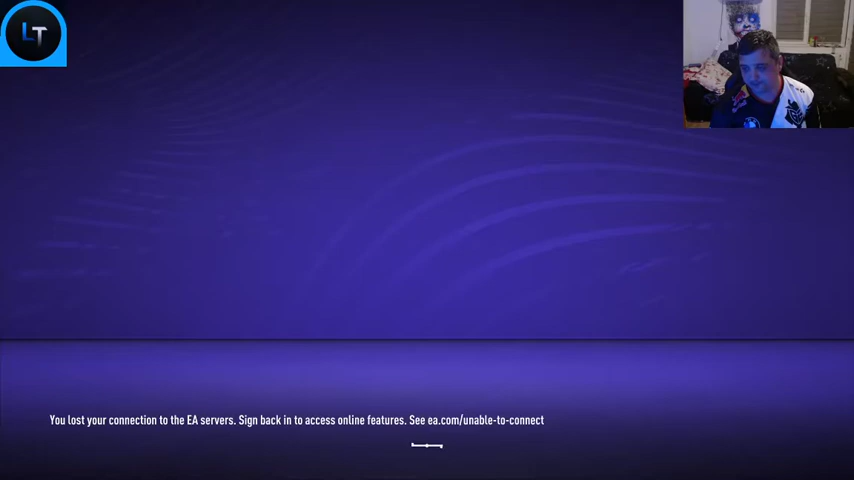 LT
You lost your connection to the EA servers. Sign back in to access online features. See ea.com/unable-to-connect